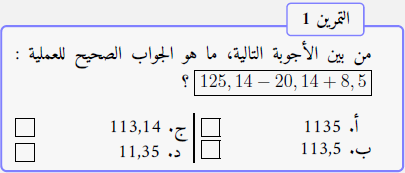 التمرين 1
من بين الأجوبة التالية، ما هو الجواب الصحيح للعملية :
125, 14 − 20, 14 + 8, 5 ؟
أ. 1135
ب. 113,5
ج. 113,14
د. 11,35